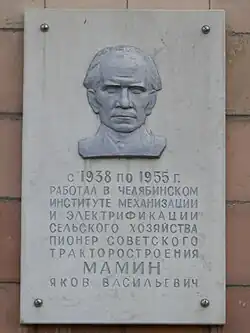 с 1938 по 1955 г.
РАБОТАЛ В ЧЕЛЯБИНСКОМ
ИНСТИТУТЕ МЕХАНИЗАЦИИ
И ЭЛЕКТРИФИКАЦИИ
СЕЛЬСКОГО ХОЗЯЙСТВА
ПИОНЕР СОВЕТСКОГО
ТРАКТОРОСТРОЕНИЯ
МАМИН
ЯКОВ ВАСИЛЬЕВИЧ